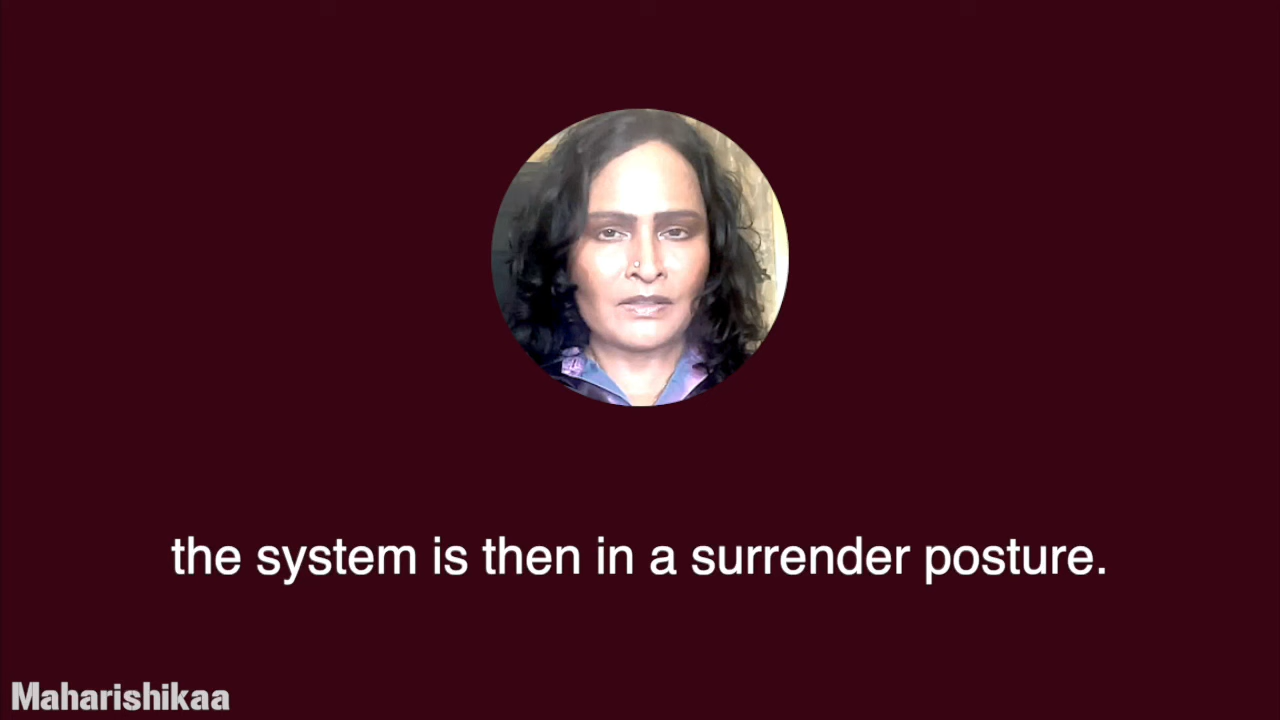 the system is then in a surrender posture.
Maharishikaa